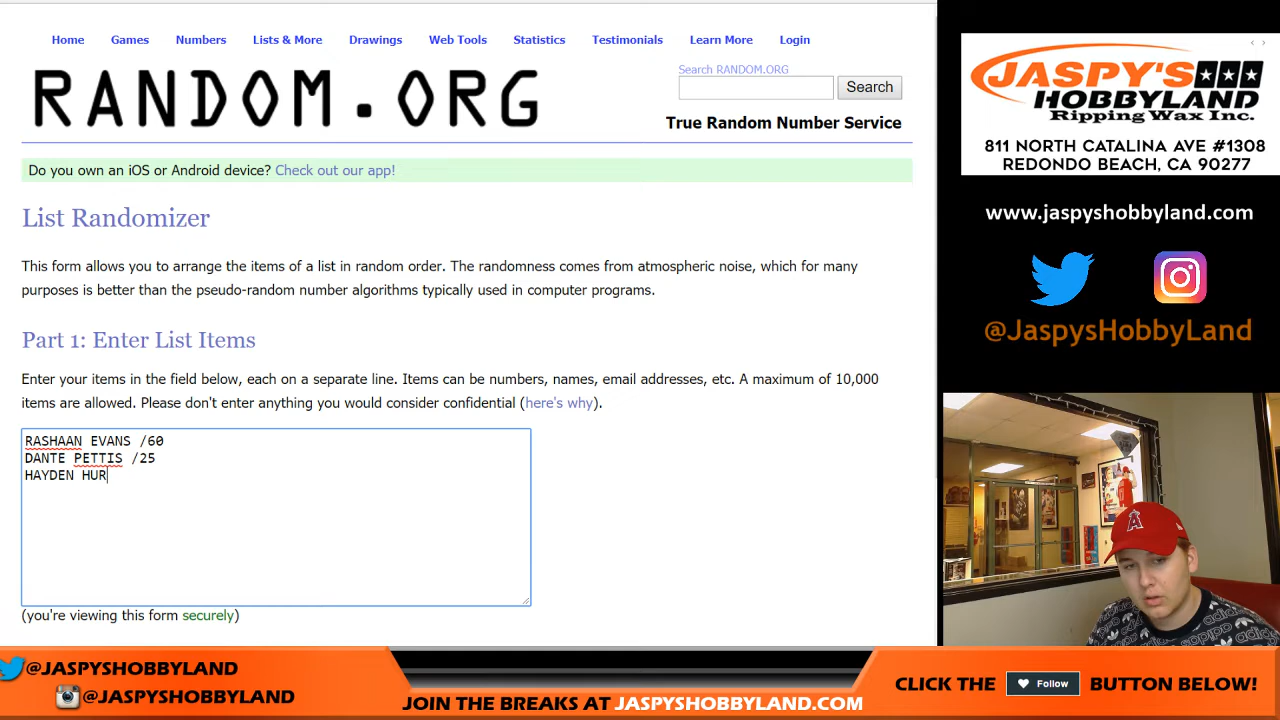 Home Games Numbers Lists & More Drawings Web Tools Statistics Testimonials Learn More Login
RANDOM.ORG
Search RANDOM.ORG
Search
True Random Number Service
Do you own an iOS or Android device? Check out our app!
List Randomizer
This form allows you to arrange the items of a list in random order. The randomness comes from atmospheric noise, which for many
purposes is better than the pseudo-random number algorithms typically used in computer programs.
Part 1: Enter List Items
Enter your items in the field below, each on a separate line. Items can be numbers, names, email addresses, etc. A maximum of 10,000
items are allowed. Please don't enter anything you would consider confidential (here's why).
RASHAAN EVANS /60
DANTE PETTIS /25
HAYDEN HUR
(you're viewing this form securely)
JASPY'S
HOBBYLAND
Ripping Wax Inc.
811 NORTH CATALINA AVE #1308
REDONDO BEACH, CA 90277
www.jaspyshobbyland.com
@JaspysHobbyLand
@JASPYSHOBBYLAND
@JASPYSHOBBYLAND
JOIN THE BREAKS AT JASPYSHOBBYLAND.COM
CLICK THE Follow BUTTON BELOW!